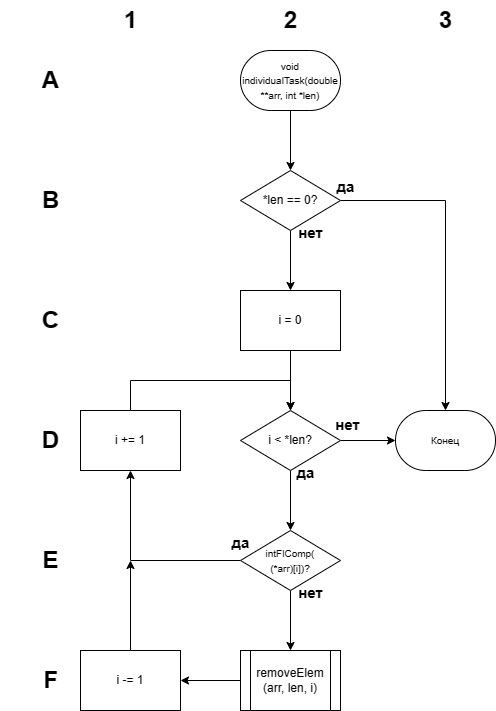 1 2 3
A
void
individualTask(double
**arr, int *len)
B
*len == 0?
да
нет
C
i = 0
D
i += 1
i < *len?
нет
Конец
да
E
да
intFlComp(
(*arr)[i])?
нет
F
i -= 1
removeElem
(arr, len, i)